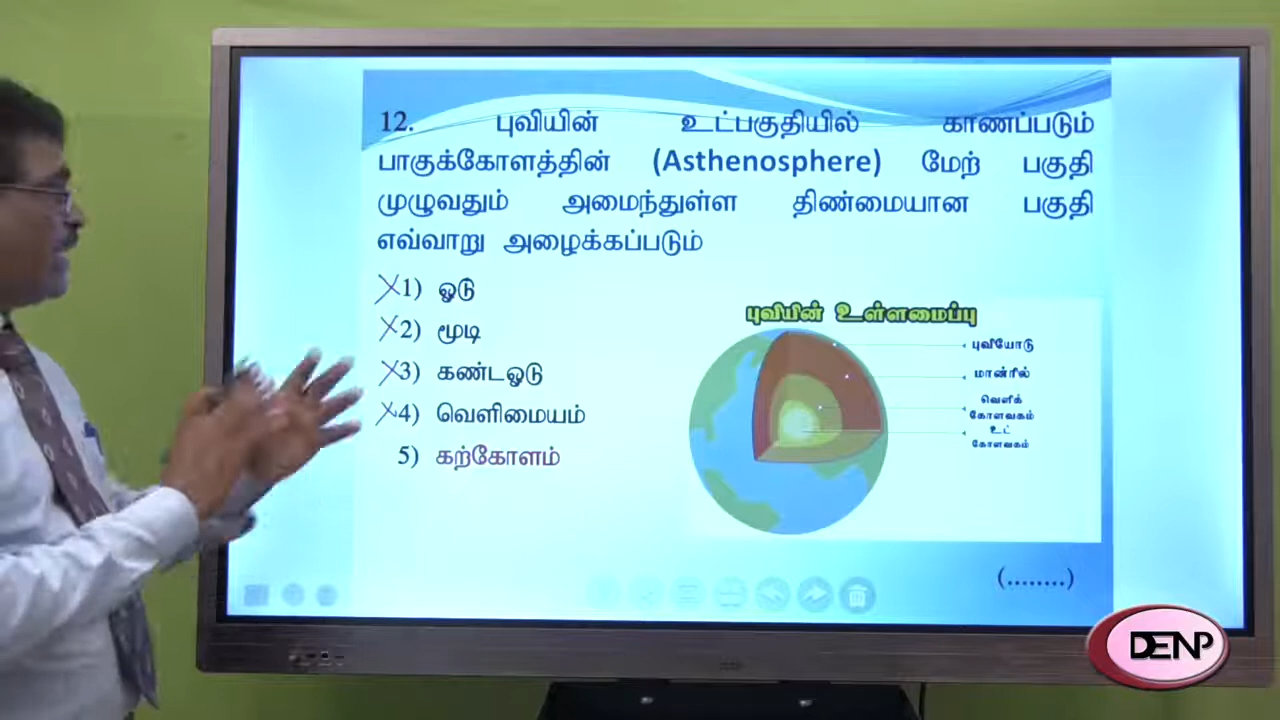 12. புவியின் உட்பகுதியில் காணப்படும்
பாகுக்கோளத்தின் (Asthenosphere) மேற் பகுதி
முழுவதும் அமைந்துள்ள திண்மையான பகுதி
எவ்வாறு அழைக்கப்படும்
1) ஓடு
2) மூடி
3) கண்டஓடு
4) வெளிமையம்
5) கற்கோளம்
புவியின் உள்ளமைப்பு
புவியோடு
மான்ரில்
வெளிக்
கோளவகம்
உட்
கோளவகம்
(........)
DENP